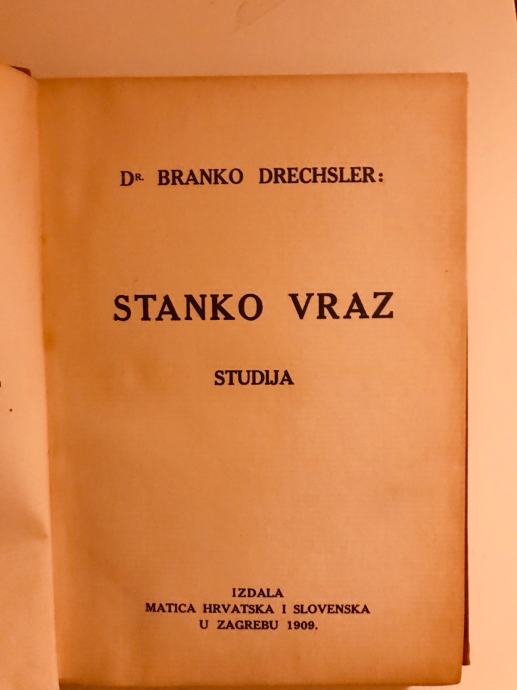 DR. BRANKO DRECHSLER:
STANKO VRAZ
STUDIJA
IZDALA
MATICA HRVATSKA I SLOVENSKA
U ZAGREBU 1909.